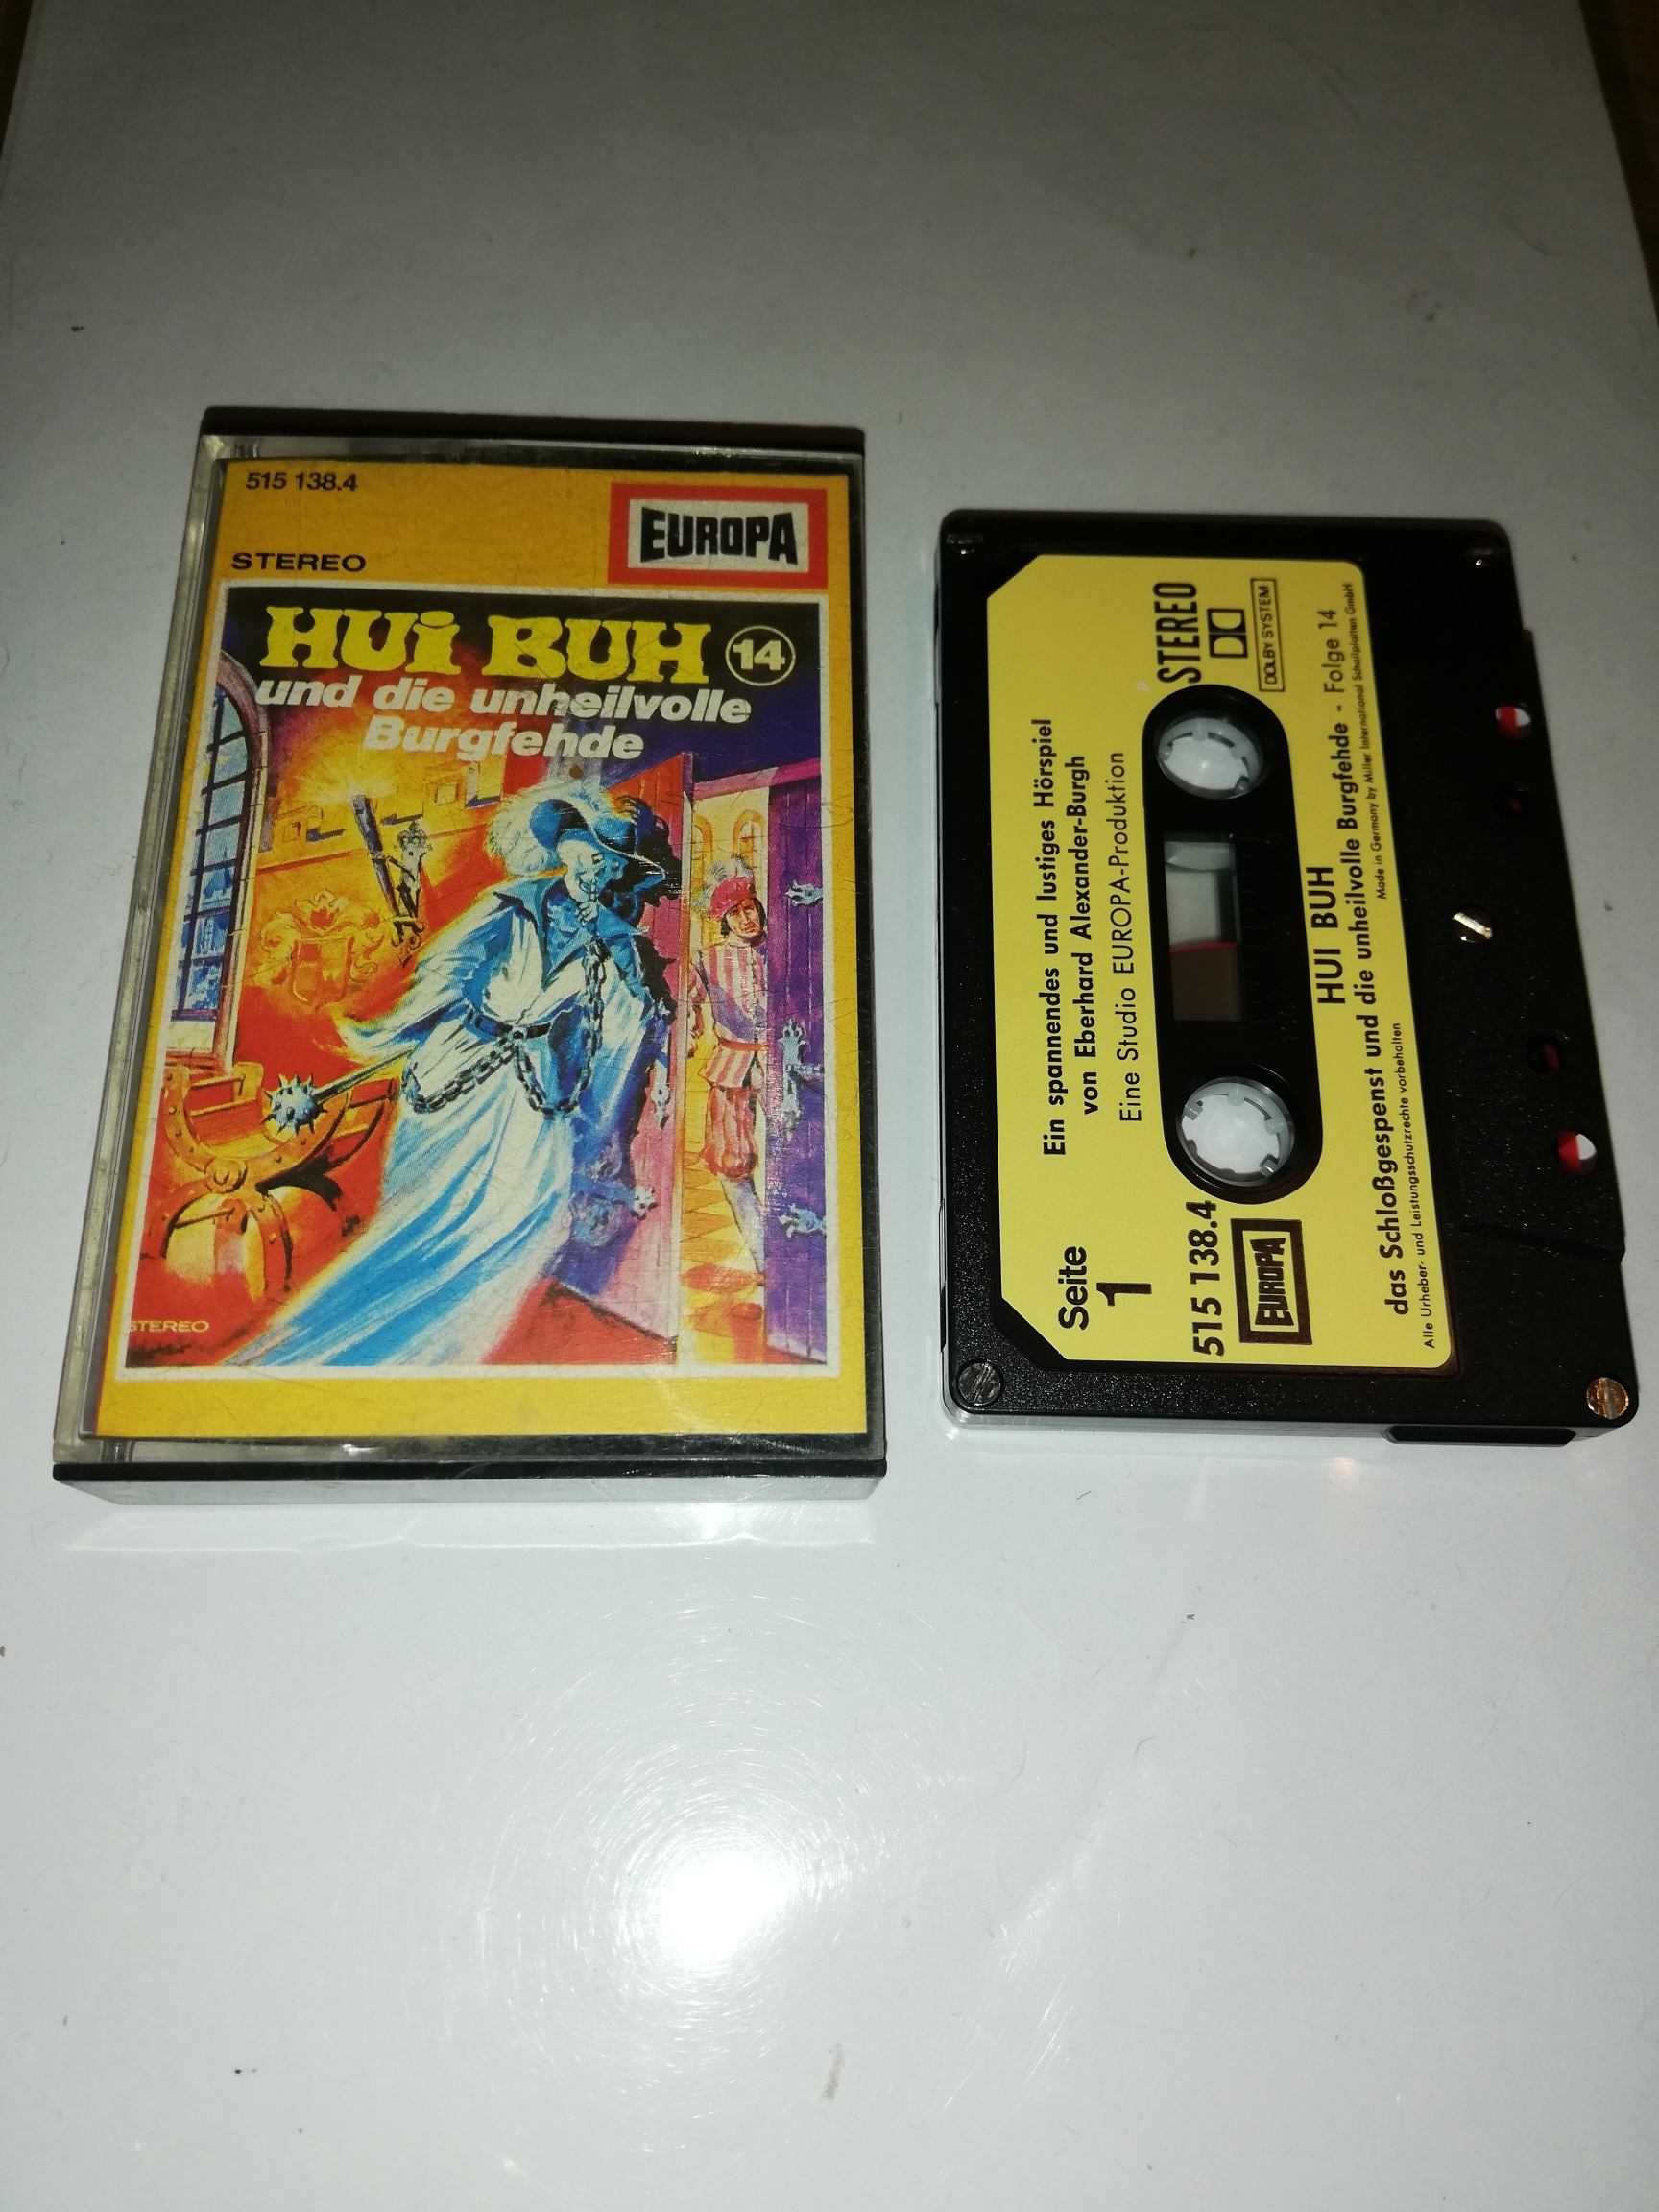 515 138.4
EUROPA
STEREO
HUi BUH 14
und die unheilvolle
Burgfehde
STEREO
Ein spannendes und lustiges Hörspiel
von Eberhard Alexander-Burgh
Eine Studio EUROPA-Produktion
Seite
1
STEREO
DOLBY SYSTEM
515 138.4
EUROPA
HUI BUH
das Schloßgespenst und die unheilvolle Burgfehde - Folge 14
Alle Urheber- und Leistungsschutzrechte vorbehalten
Made in Germany by Miller International Schallplatten GmbH